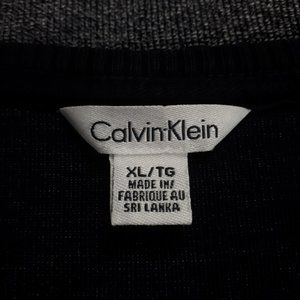 Calvin Klein
XL/TG
MADE IN/
FABRIQUE AU
SRI LANKA